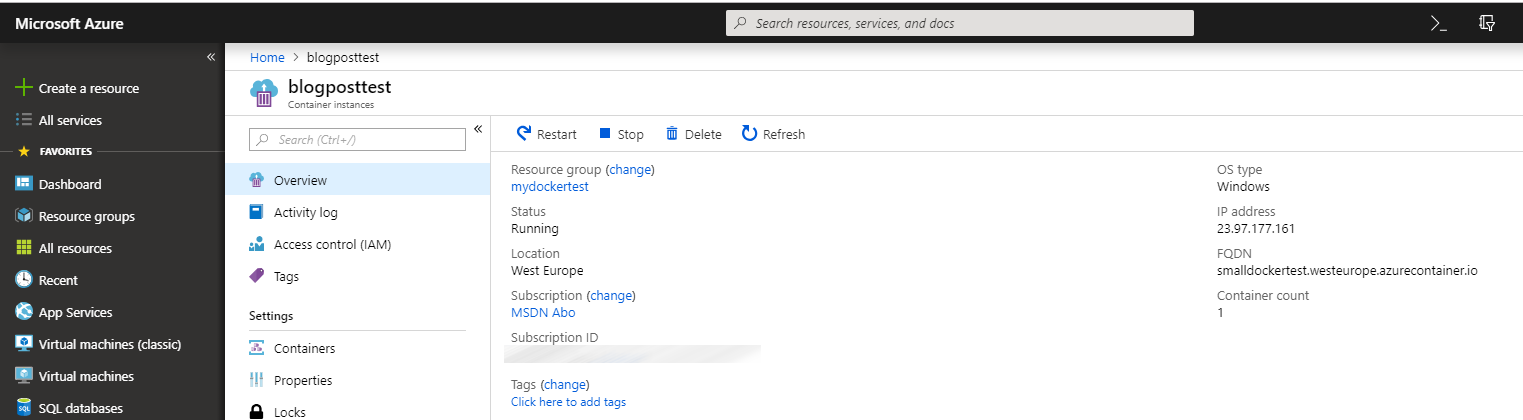 Microsoft Azure
Search resources, services, and docs
Create a resource
All services
FAVORITES
Dashboard
Resource groups
All resources
Recent
App Services
Virtual machines (classic)
Virtual machines
SQL databases
Home > blogposttest
blogposttest
Container instances
Search (Ctrl+/)
Overview
Activity log
Access control (IAM)
Tags
Settings
Containers
Properties
Locks
Restart Stop Delete Refresh
Resource group (change)
mydockertest
Status
Running
Location
West Europe
Subscription (change)
MSDN Abo
Subscription ID
Tags (change)
Click here to add tags
OS type
Windows
IP address
23.97.177.161
FQDN
smalldockertest.westeurope.azurecontainer.io
Container count
1